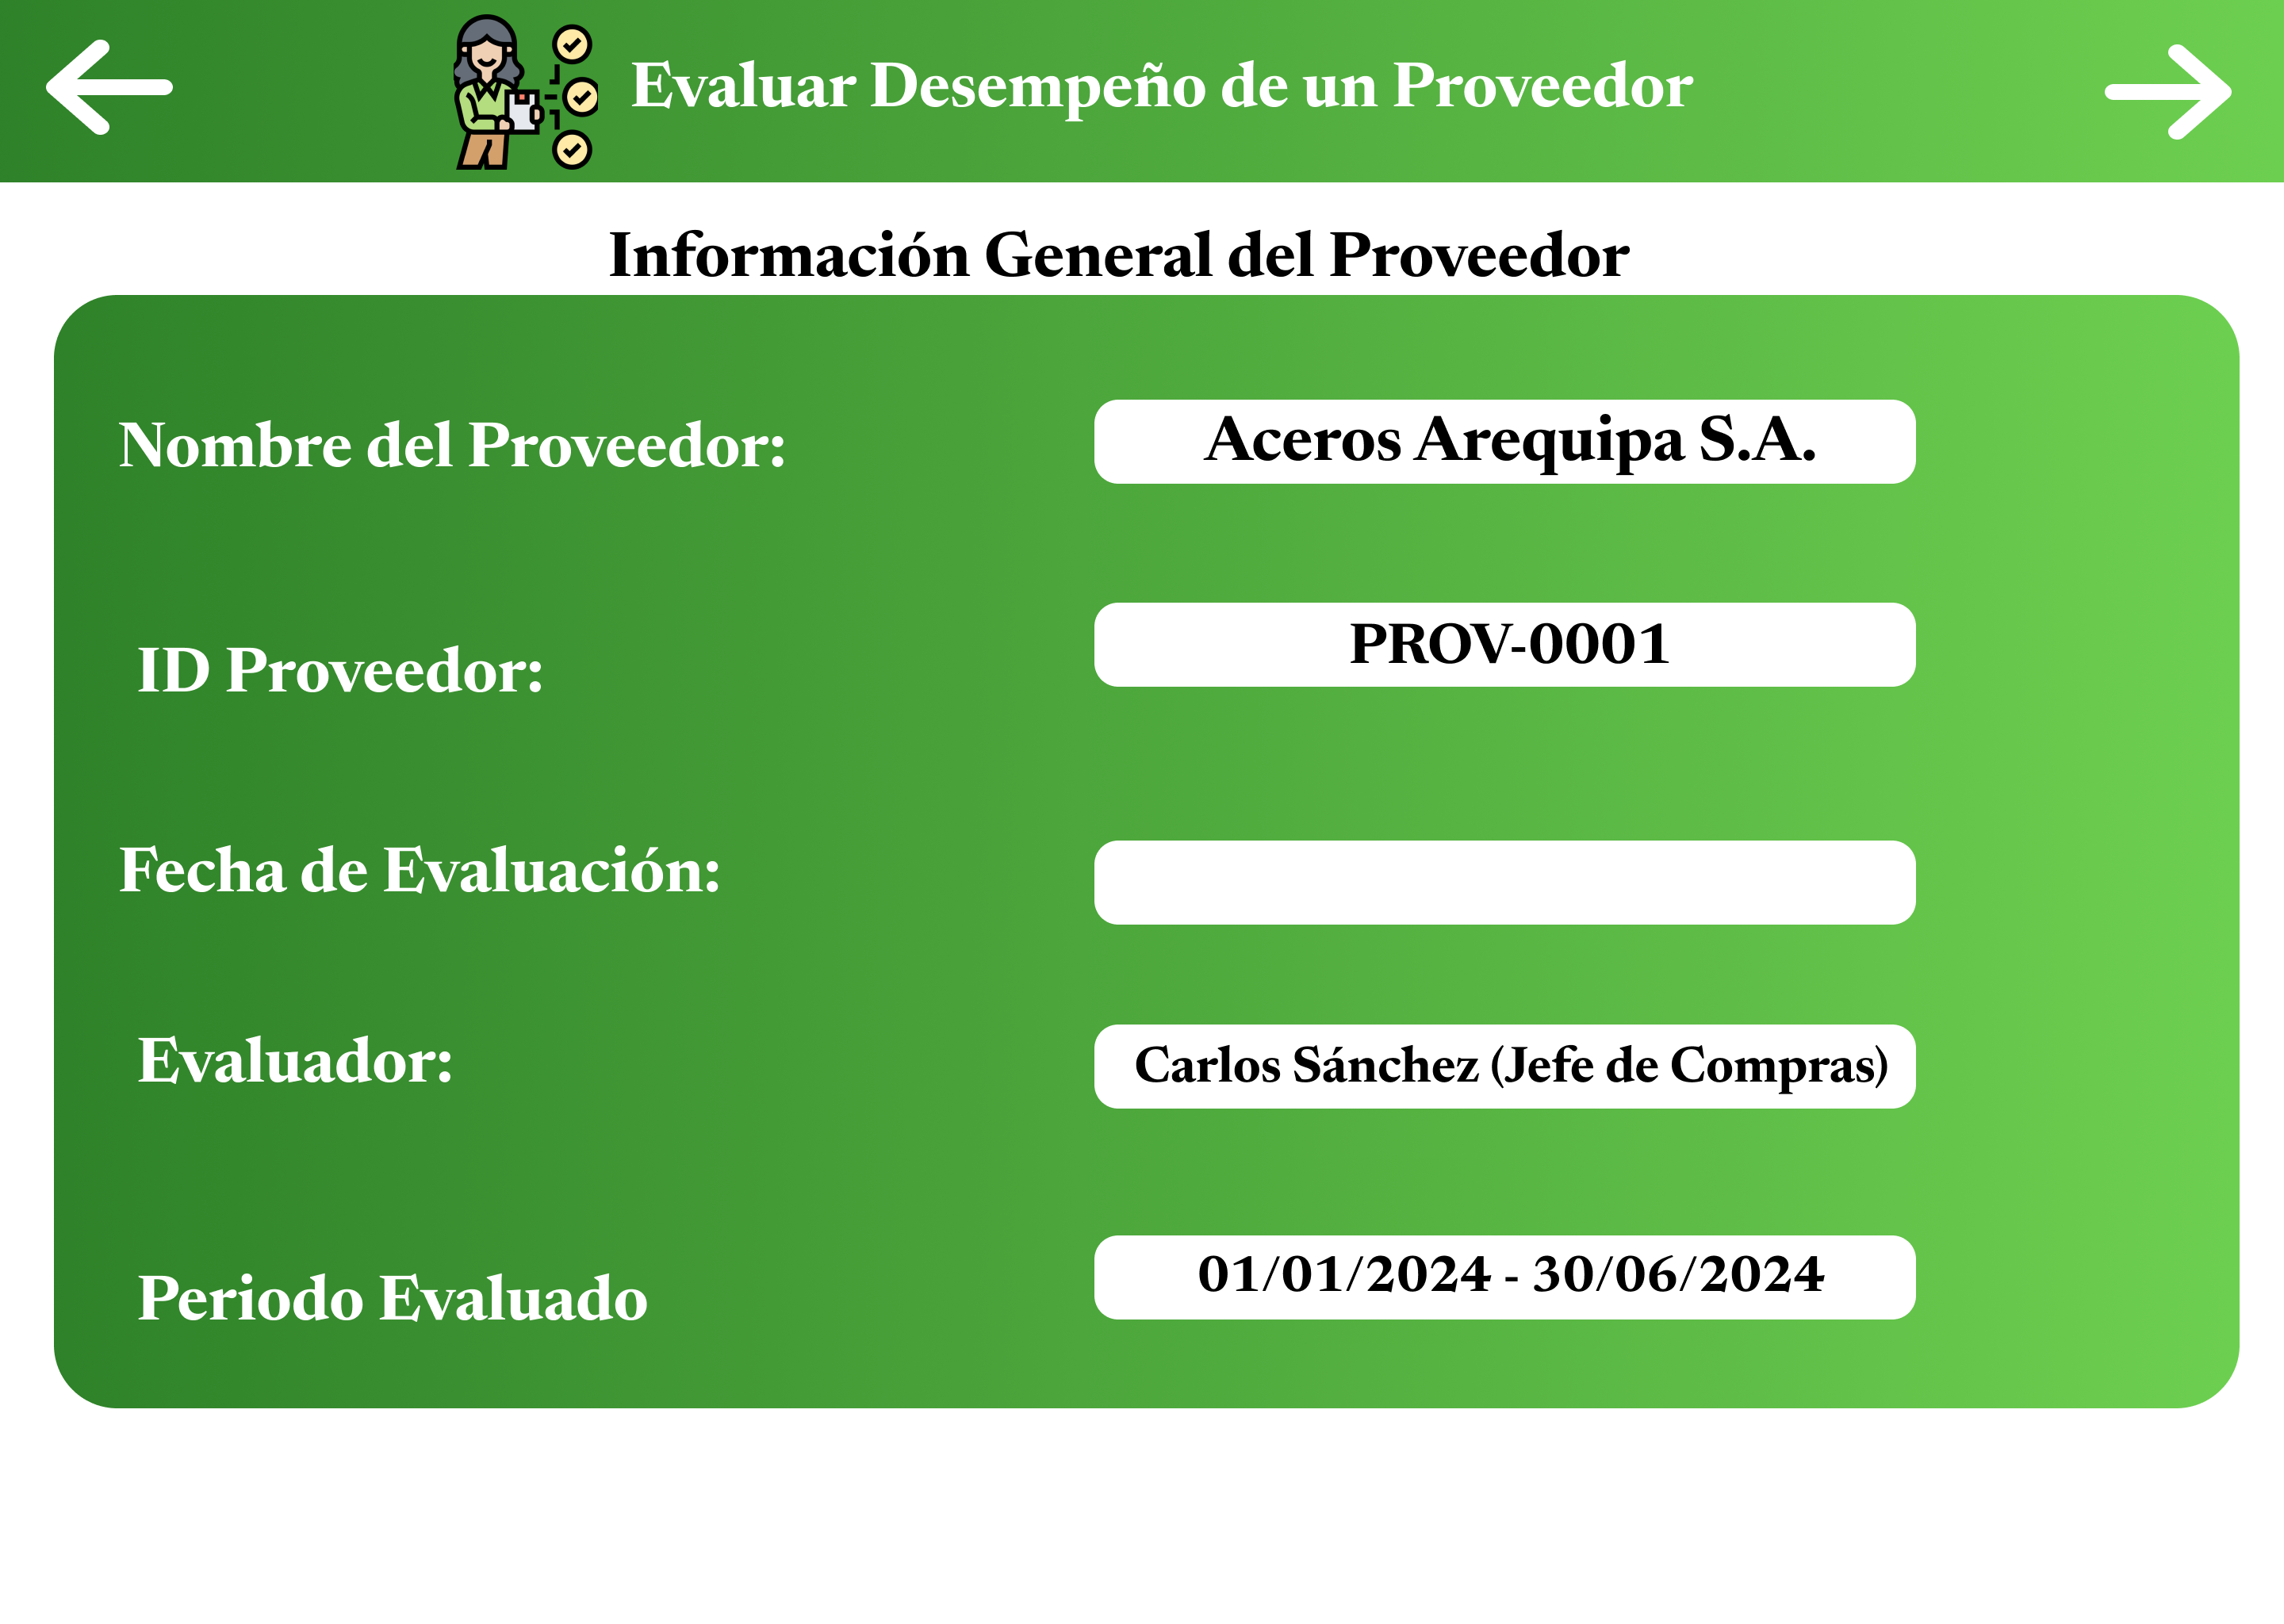 Evaluar Desempeño de un Proveedor
Información General del Proveedor
Nombre del Proveedor:
Aceros Arequipa S.A.
ID Proveedor:
PROV-0001
Fecha de Evaluación:
Evaluador:
Carlos Sánchez (Jefe de Compras)
Periodo Evaluado
01/01/2024 - 30/06/2024